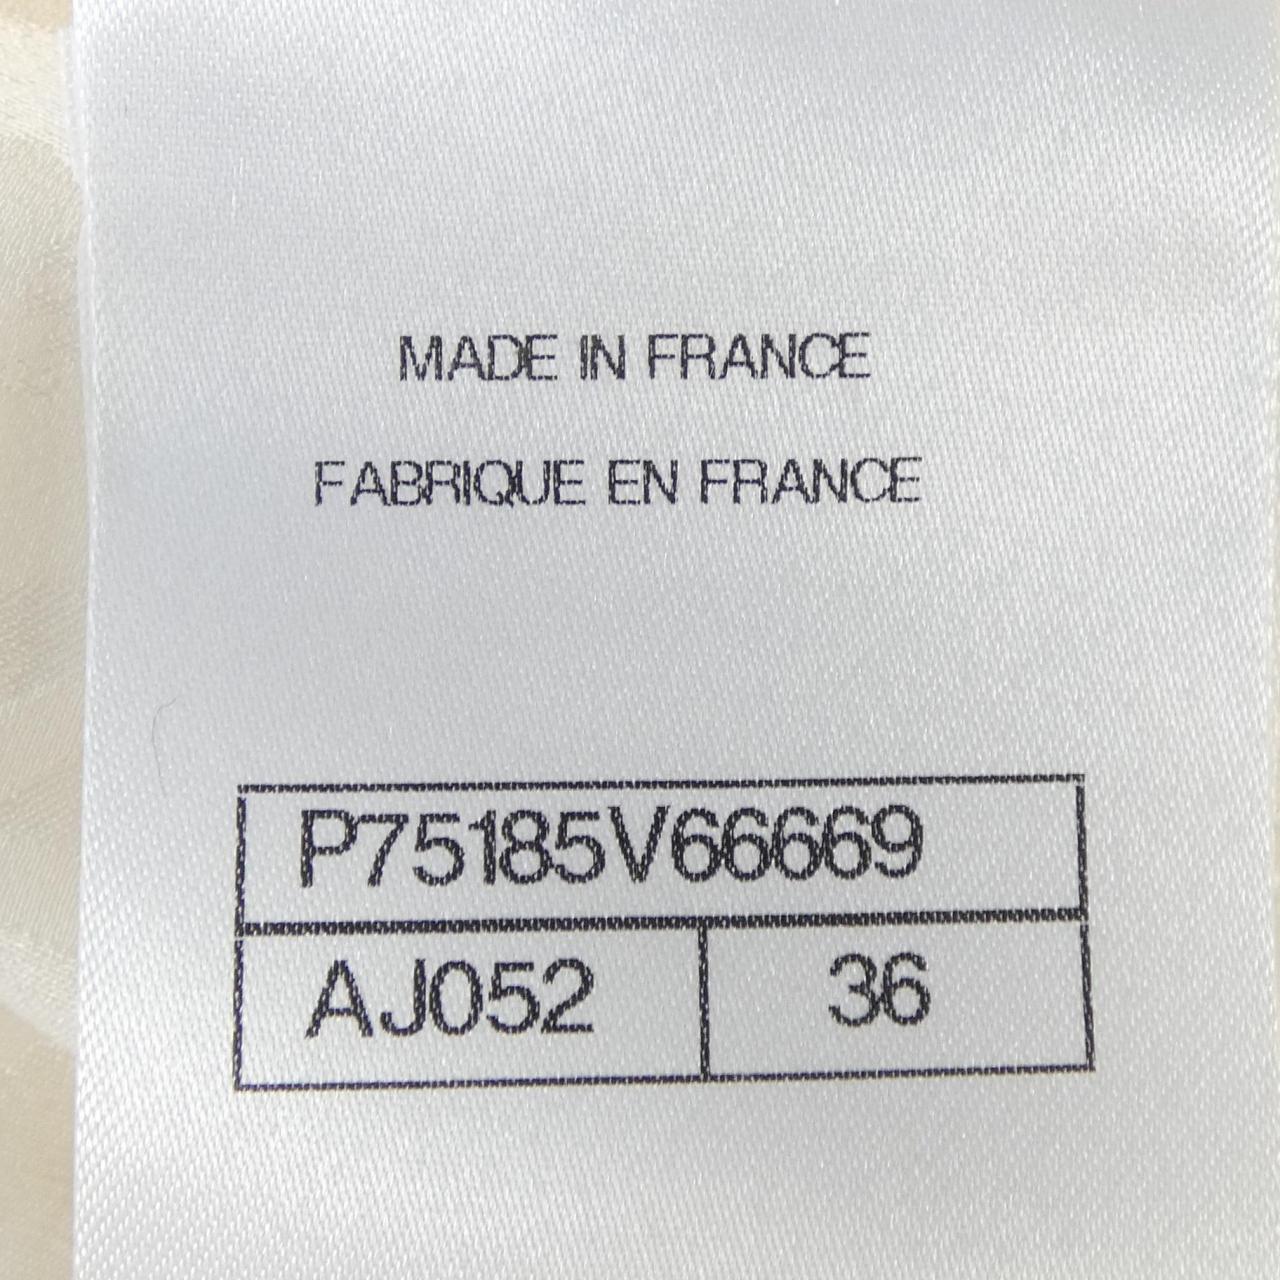 MADE IN FRANCE
FABRIQUE EN FRANCE
P75185V66669
AJ052 36